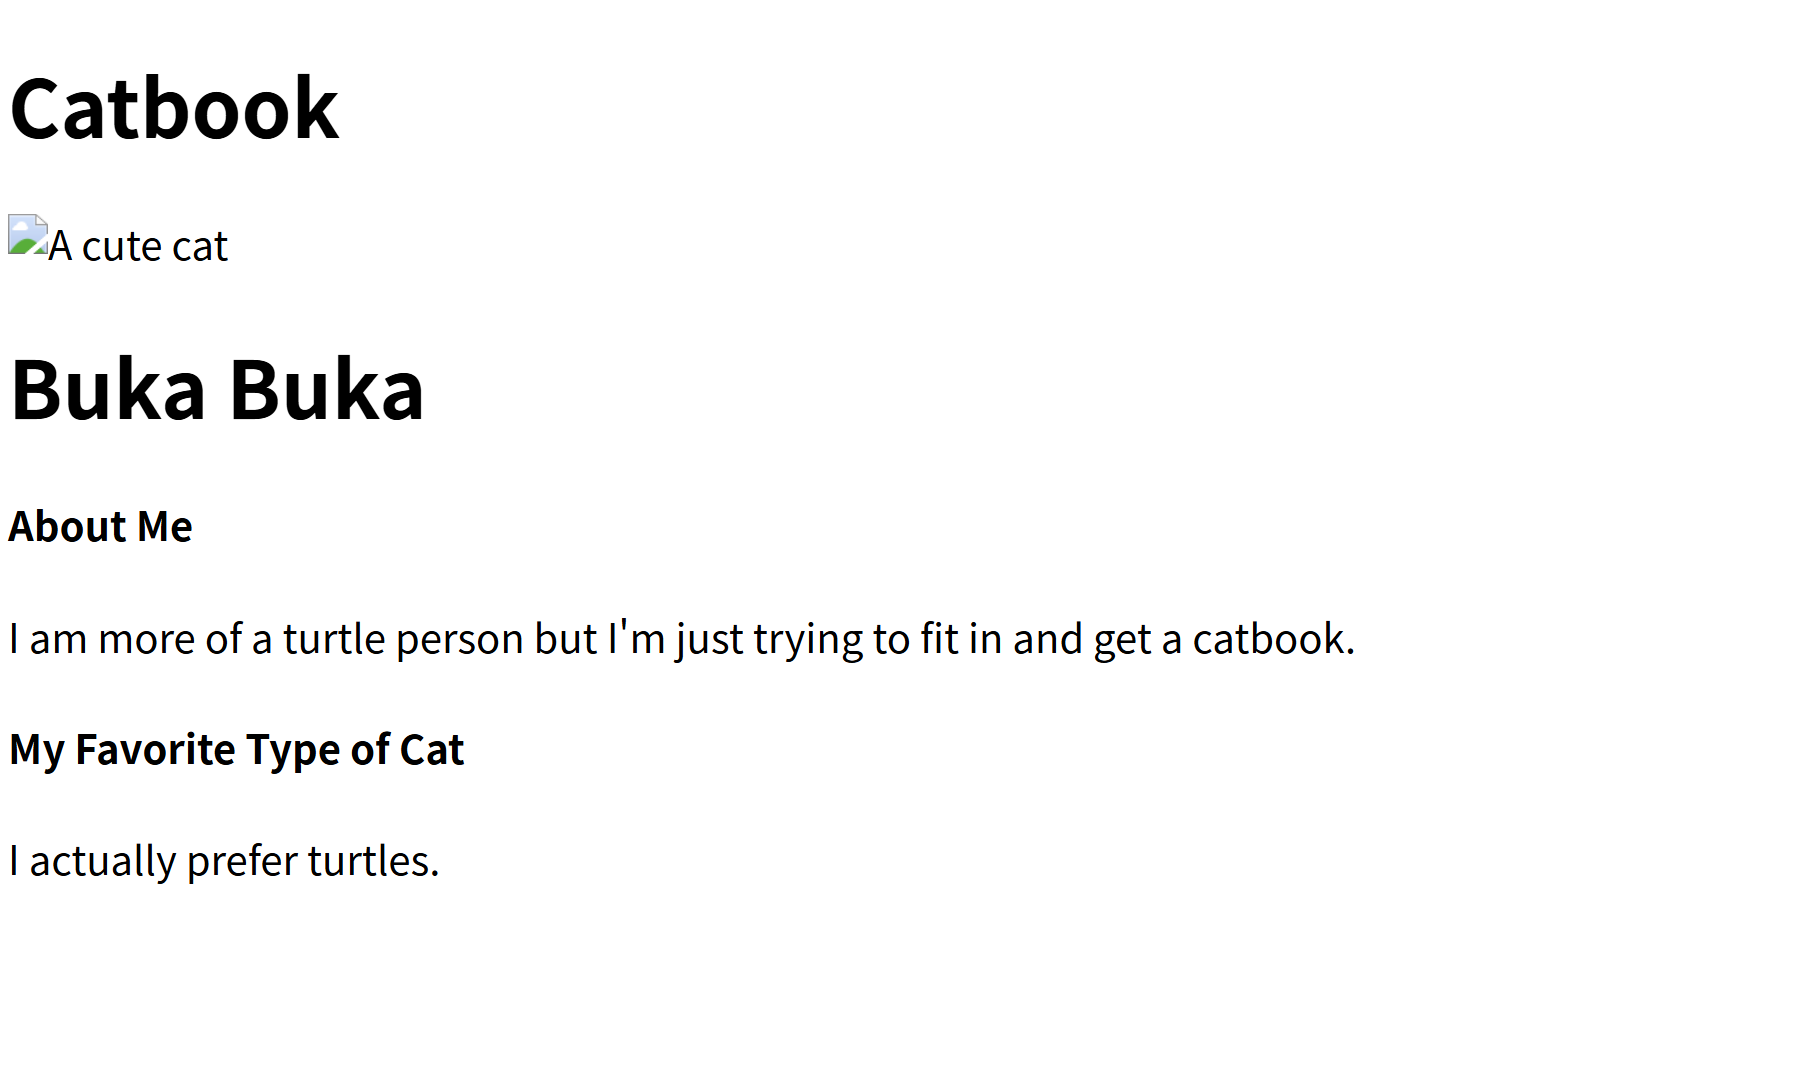 Catbook
A cute cat
Buka Buka
About Me
I am more of a turtle person but I'm just trying to fit in and get a catbook.
My Favorite Type of Cat
I actually prefer turtles.